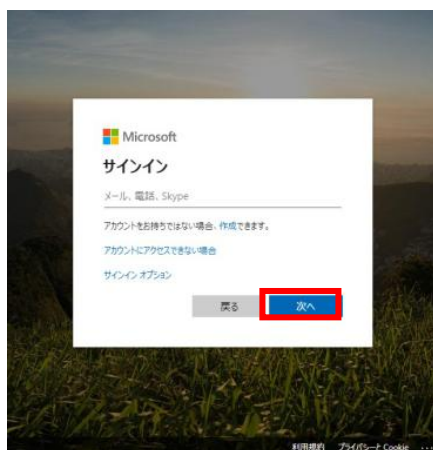 Microsoft
サインイン
メール、電話、Skype
アカウントをお持ちではない場合、作成できます。
アカウントにアクセスできない場合
サインイン オプション
戻る 次へ
利用規約 プライバシーと Cookie ...